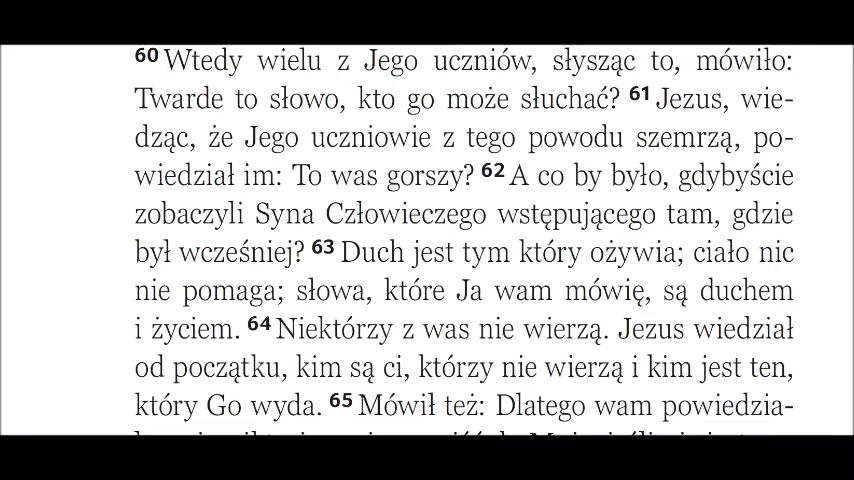 60 Wtedy wielu z Jego uczniów, słysząc to, mówiło:
Twarde to słowo, kto go może słuchać? 61 Jezus, wie-
dząc, że Jego uczniowie z tego powodu szemrzą, po-
wiedział im: To was gorszy? 62 A co by było, gdybyście
zobaczyli Syna Człowieczego wstępującego tam, gdzie
był wcześniej? 63 Duch jest tym który ożywia; ciało nic
nie pomaga; słowa, które Ja wam mówię, są duchem
i życiem. 64 Niektórzy z was nie wierzą. Jezus wiedział
od początku, kim są ci, którzy nie wierzą i kim jest ten,
który Go wyda. 65 Mówił też: Dlatego wam powiedzia-